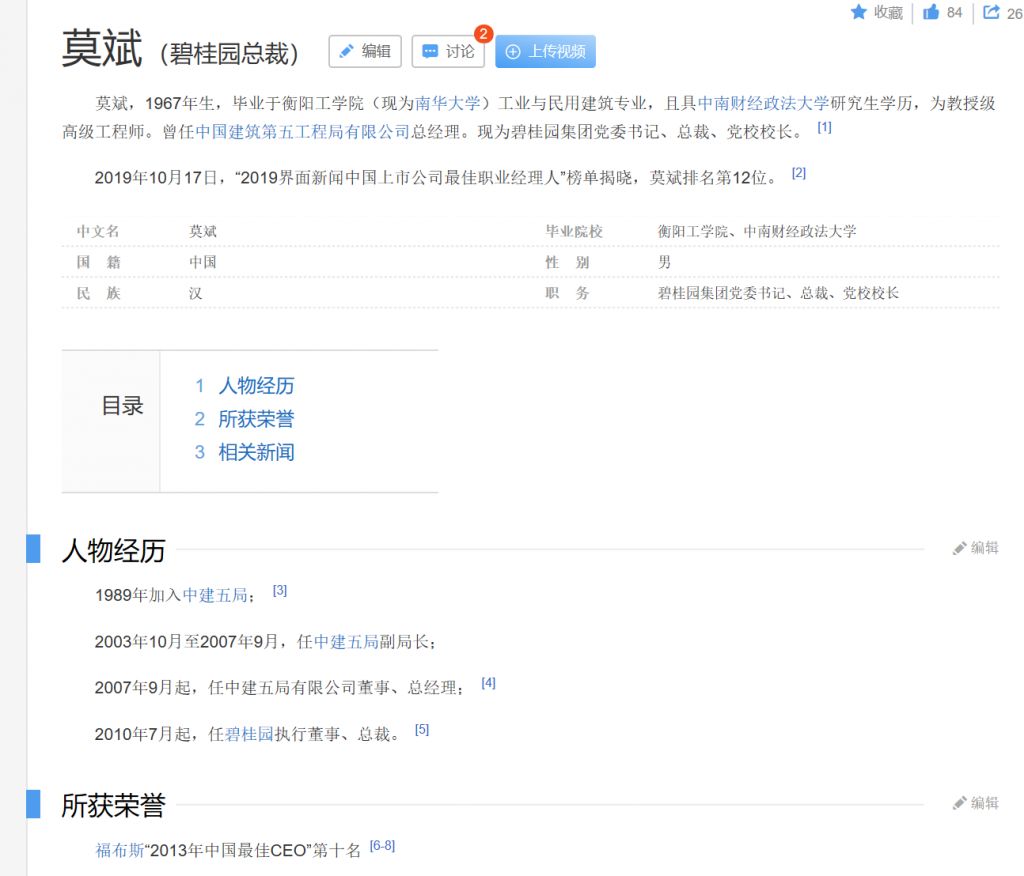 收藏 84 26
莫斌（碧桂园总裁） 编辑 讨论 2 上传视频
莫斌，1967年生，毕业于衡阳工学院（现为南华大学）工业与民用建筑专业，且具中南财经政法大学研究生学历，为教授级
高级工程师。曾任中国建筑第五工程局有限公司总经理。现为碧桂园集团党委书记、总裁、党校校长。 [1]
2019年10月17日，“2019界面新闻中国上市公司最佳职业经理人”榜单揭晓，莫斌排名第12位。 [2]
中文名 莫斌 毕业院校 衡阳工学院、中南财经政法大学
国 籍 中国 性 别 男
民 族 汉 职 务 碧桂园集团党委书记、总裁、党校校长
目录
1 人物经历
2 所获荣誉
3 相关新闻
人物经历 编辑
1989年加入中建五局； [3]
2003年10月至2007年9月，任中建五局副局长；
2007年9月起，任中建五局有限公司董事、总经理； [4]
2010年7月起，任碧桂园执行董事、总裁。 [5]
所获荣誉 编辑
福布斯“2013年中国最佳CEO”第十名 [6-8]